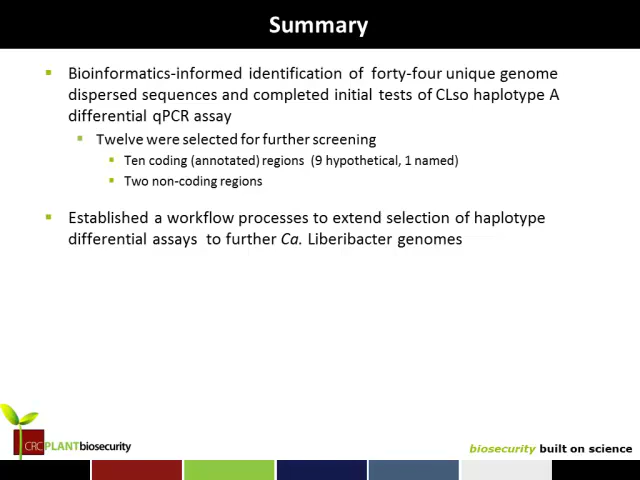 Summary
Bioinformatics-informed identification of forty-four unique genome
dispersed sequences and completed initial tests of CLso haplotype A
differential qPCR assay
Twelve were selected for further screening
Ten coding (annotated) regions (9 hypothetical, 1 named)
Two non-coding regions
Established a workflow processes to extend selection of haplotype
differential assays to further Ca. Liberibacter genomes
CRCPLANTbiosecurity
biosecurity built on science